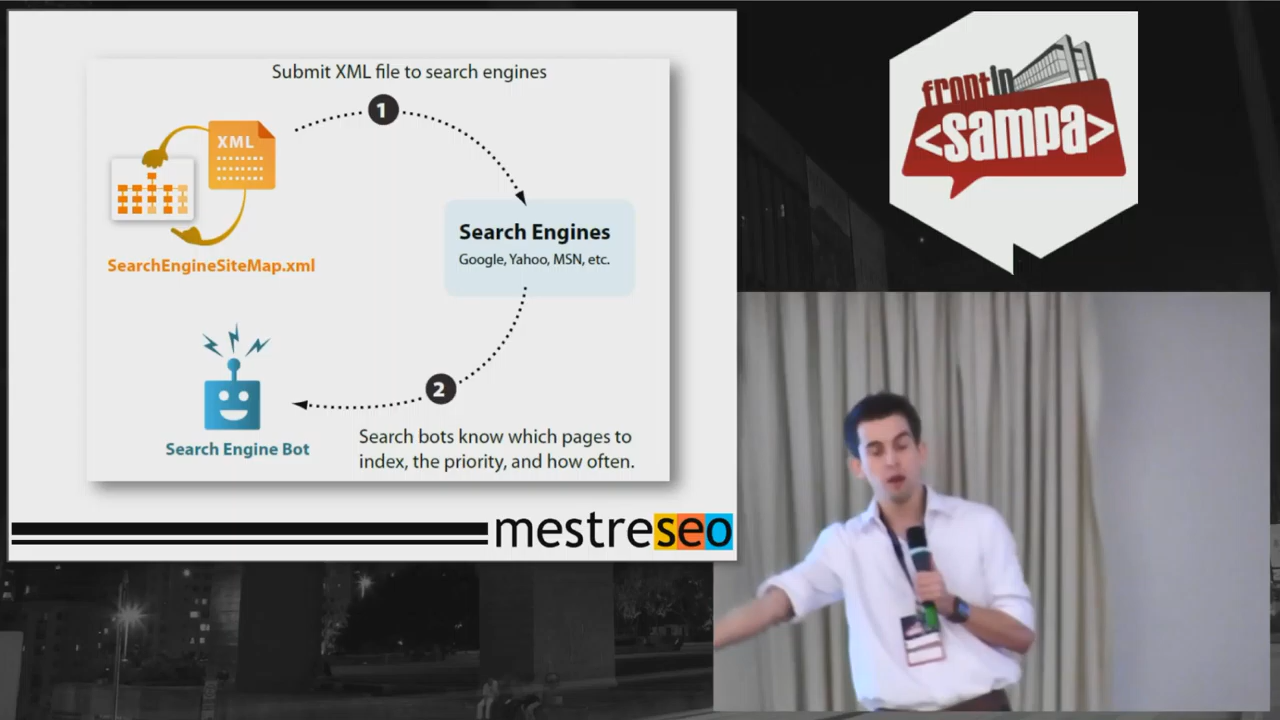 Submit XML file to search engines
1
XML
SearchEngineSiteMap.xml
Search Engines
Google, Yahoo, MSN, etc.
2
Search Engine Bot
Search bots know which pages to
index, the priority, and how often.
mestreseo
frontin
<sampa>